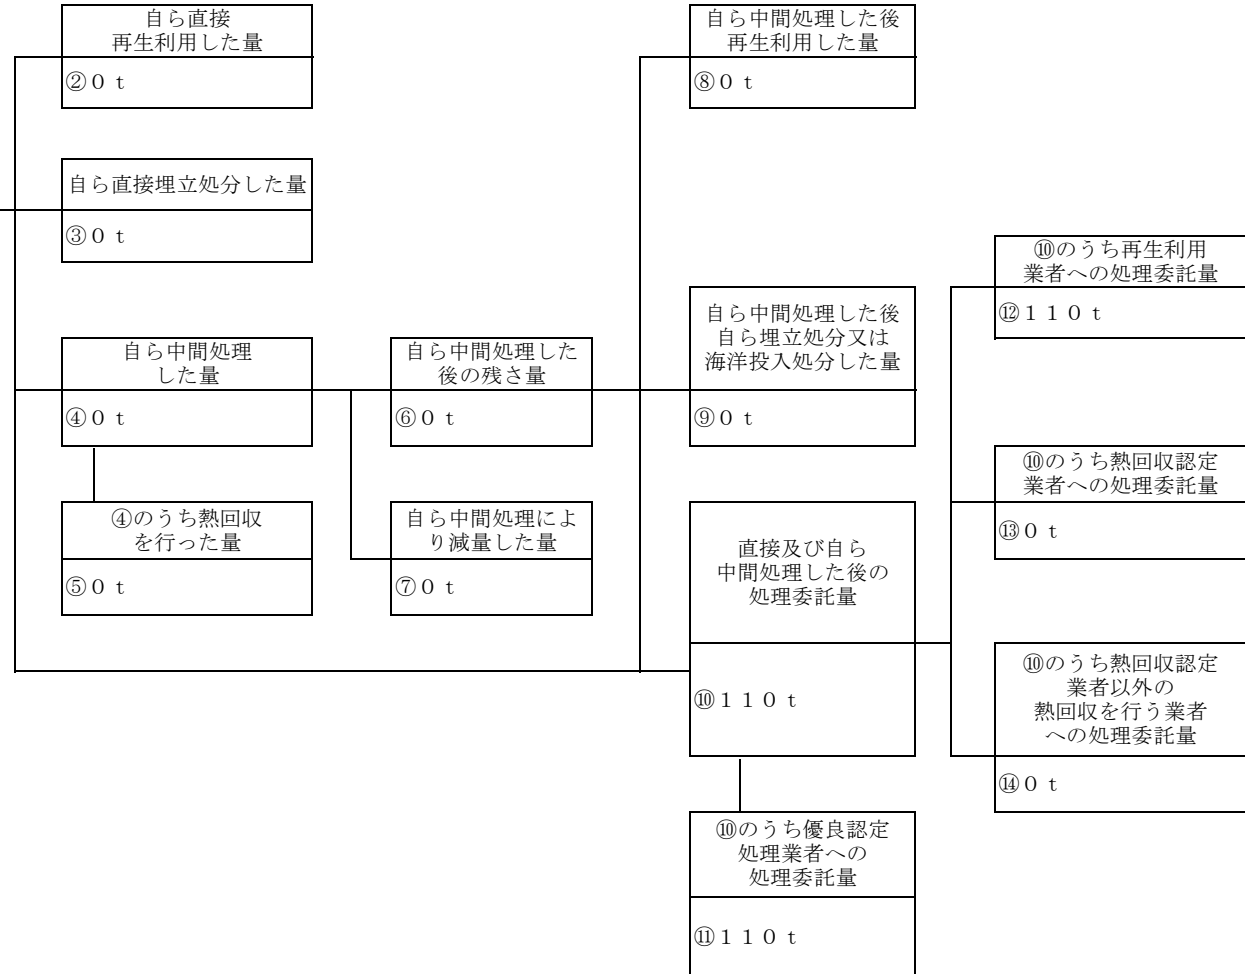 自ら直接
再生利用した量
②０ｔ
自ら直接埋立処分した量
③０ｔ
自ら中間処理
した量
④０ｔ
④のうち熱回収
を行った量
⑤０ｔ
自ら中間処理した
後の残さ量
⑥０ｔ
自ら中間処理によ
り減量した量
⑦０ｔ
自ら中間処理した後
再生利用した量
⑧０ｔ
自ら中間処理した後
自ら埋立処分又は
海洋投入処分した量
⑨０ｔ
直接及び自ら
中間処理した後の
処理委託量
⑩１１０ｔ
⑩のうち優良認定
処理業者への
処理委託量
⑪１１０ｔ
⑩のうち再生利用
業者への処理委託量
⑫１１０ｔ
⑩のうち熱回収認定
業者への処理委託量
⑬０ｔ
⑩のうち熱回収認定
業者以外の
熱回収を行う業者
への処理委託量
⑭０ｔ